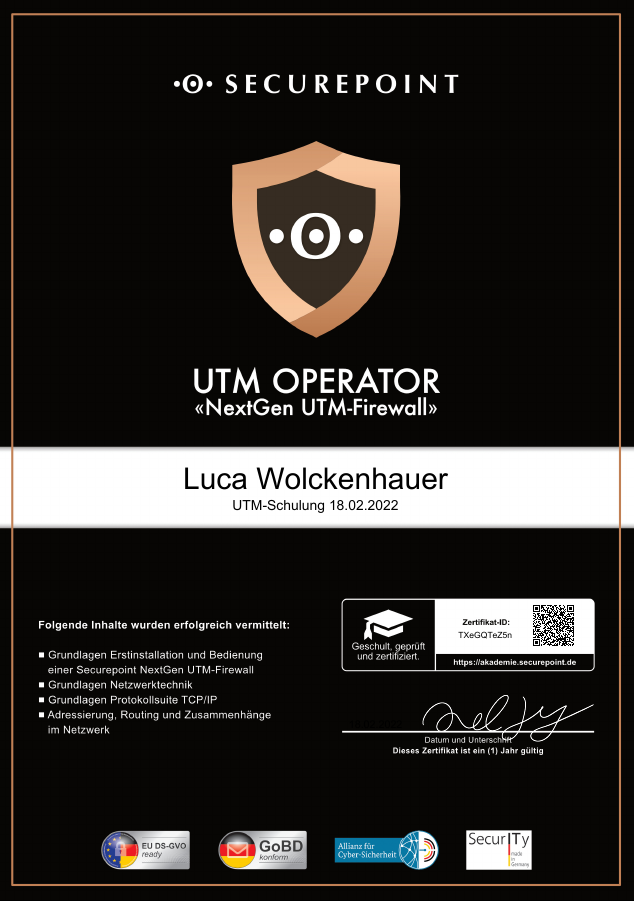 SECUREPOINT
UTM OPERATOR
«NextGen UTM-Firewall»
Luca Wolckenhauer
UTM-Schulung 18.02.2022
Folgende Inhalte wurden erfolgreich vermittelt:
Grundlagen Erstinstallation und Bedienung
einer Securepoint NextGen UTM-Firewall
Grundlagen Netzwerktechnik
Grundlagen Protokollsuite TCP/IP
Adressierung, Routing und Zusammenhänge
im Netzwerk
Geschult, geprüft
und zertifiziert.
Zertifikat-ID:
TXeGQTeZ5n
https://akademie.securepoint.de
Datum und Unterschrift
Dieses Zertifikat ist ein (1) Jahr gültig
EU DS-GVO
ready
GoBD
konform
Allianz für
Cyber-Sicherheit
SecurITy
made
in
Germany